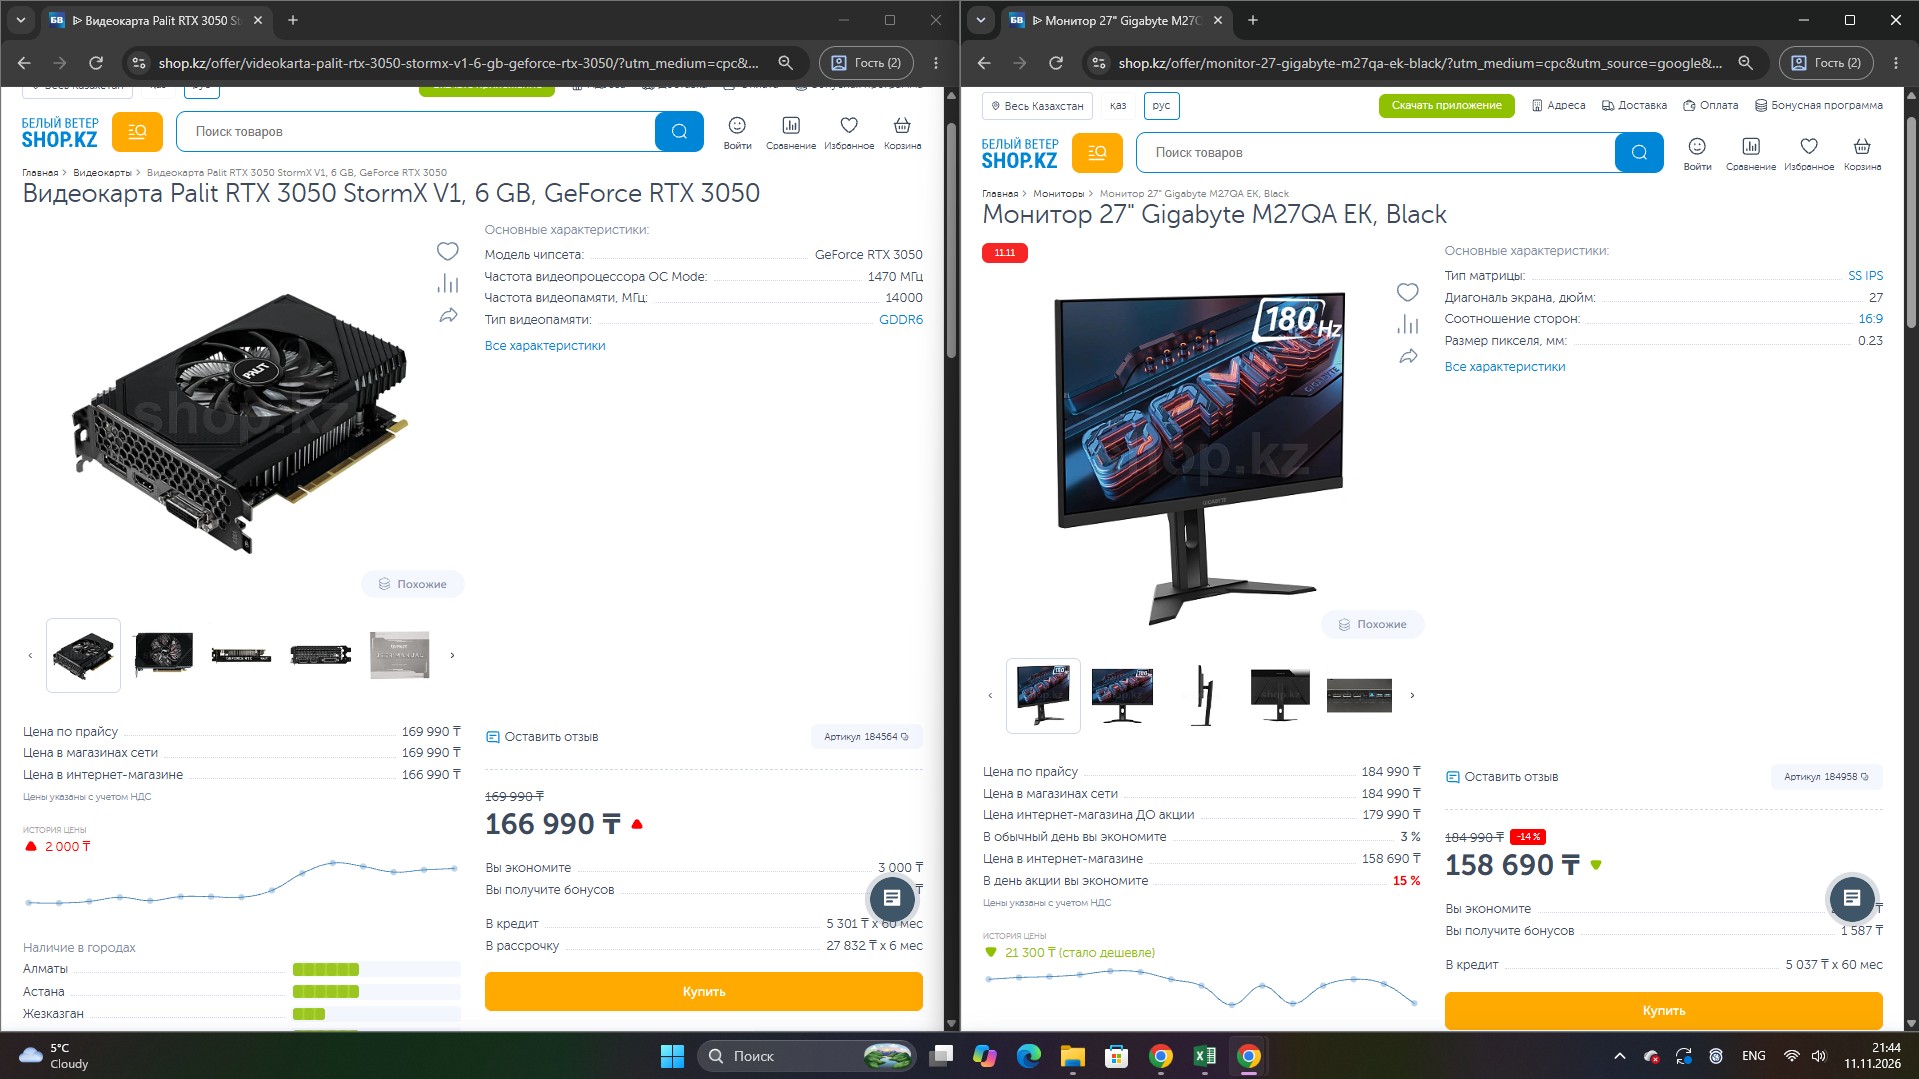 Видеокарта Palit RTX 3050 St
shop.kz/offer/videokarta-palit-rtx-3050-stormx-v1-6-gb-geforce-rtx-3050/?utm_medium=cpc&...
Гость (2)
БЕЛЫЙ ВЕТЕР
SHOP.KZ
Поиск товаров
Войти
Сравнение
Избранное
Корзина
Главная
Видеокарты
Видеокарта Palit RTX 3050 StormX V1, 6 GB, GeForce RTX 3050
Видеокарта Palit RTX 3050 StormX V1, 6 GB, GeForce RTX 3050
Основные характеристики:
Модель чипсета: GeForce RTX 3050
Частота видеопроцессора OC Mode: 1470 МГц
Частота видеопамяти, МГц: 14000
Тип видеопамяти: GDDR6
Все характеристики
PALIT
shop.kz
Похожие
Цена по прайсу 169 990 ₸
Цена в магазинах сети 169 990 ₸
Цена в интернет-магазине 166 990 ₸
Цены указаны с учетом НДС
ИСТОРИЯ ЦЕНЫ
2 000 ₸
Наличие в городах
Алматы
Астана
Жезказган
Оставить отзыв
Артикул 184564
169 990 ₸
166 990 ₸
Вы экономите 3 000 ₸
Вы получите бонусов ₸
В кредит 5 301 ₸ x 60 мес
В рассрочку 27 832 ₸ x 6 мес
Купить
Монитор 27" Gigabyte M27Q
shop.kz/offer/monitor-27-gigabyte-m27qa-ek-black/?utm_medium=cpc&utm_source=google&...
Гость (2)
Весь Казахстан
қаз
рус
Скачать приложение
Адреса
Доставка
Оплата
Бонусная программа
БЕЛЫЙ ВЕТЕР
SHOP.KZ
Поиск товаров
Войти
Сравнение
Избранное
Корзина
Главная
Мониторы
Монитор 27" Gigabyte M27QA EK, Black
Монитор 27" Gigabyte M27QA EK, Black
11.11
Основные характеристики:
Тип матрицы: SS IPS
Диагональ экрана, дюйм: 27
Соотношение сторон: 16:9
Размер пикселя, мм: 0.23
Все характеристики
180Hz
GIGABYTE
shop.kz
Похожие
Цена по прайсу 184 990 ₸
Цена в магазинах сети 184 990 ₸
Цена интернет-магазина ДО акции 179 990 ₸
В обычный день вы экономите 3 %
Цена в интернет-магазине 158 690 ₸
В день акции вы экономите 15 %
Цены указаны с учетом НДС
ИСТОРИЯ ЦЕНЫ
21 300 ₸ (стало дешевле)
Оставить отзыв
Артикул 184958
184 990 ₸
-14 %
158 690 ₸
Вы экономите ₸
Вы получите бонусов 1 587 ₸
В кредит 5 037 ₸ x 60 мес
Купить
5°C
Cloudy
Поиск
ENG
21:44
11.11.2026